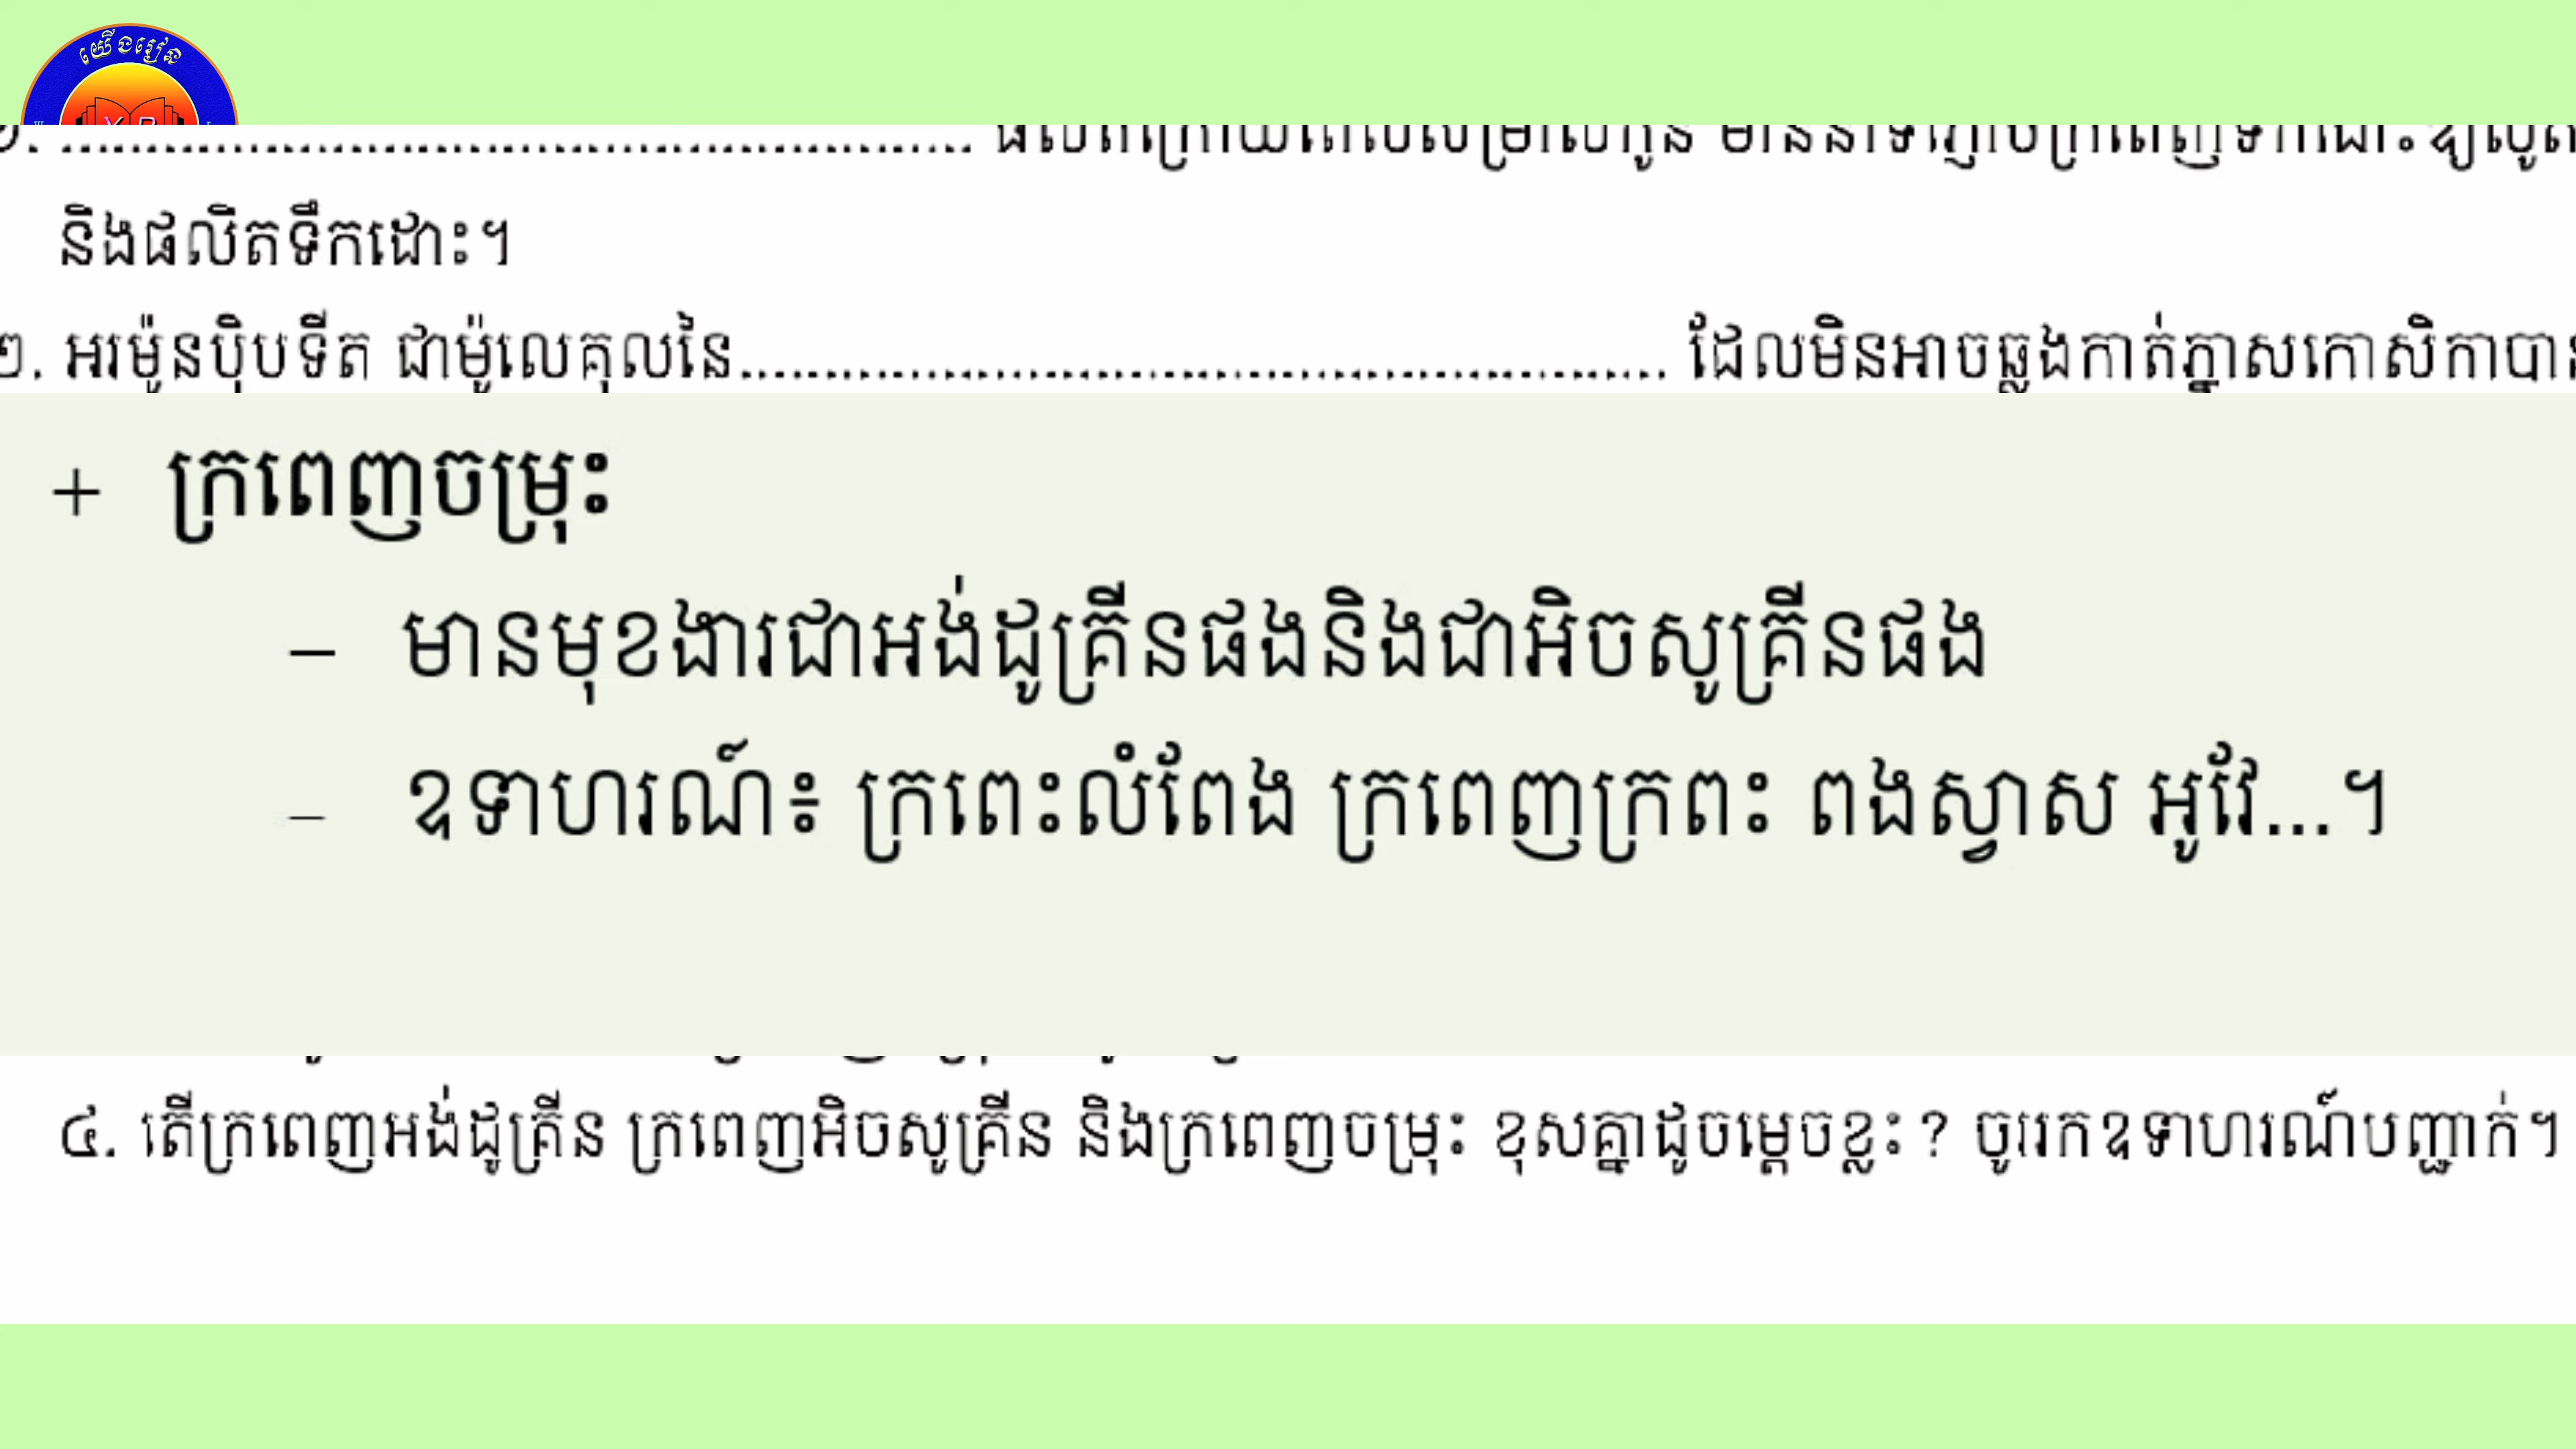 យើងរៀន
និងផលិតទឹកដោះ។
២. អរម៉ូនប៉ិបទីត ជាម៉ូលេគុលនៃ........................................................ ដែលមិនអាចឆ្លងកាត់ភ្នាសកោសិកាបាន
+ ក្រពេញចម្រុះ
– មានមុខងារជាអង់ដូគ្រីនផងនិងជាអិចសូគ្រីនផង
– ឧទាហរណ៍៖ ក្រពេះលំពែង ក្រពេញក្រពះ ពងស្វាស អូវែ...។
៤. តើក្រពេញអង់ដូគ្រីន ក្រពេញអិចសូគ្រីន និងក្រពេញចម្រុះ ខុសគ្នាដូចម្តេចខ្លះ? ចូររកឧទាហរណ៍បញ្ជាក់។